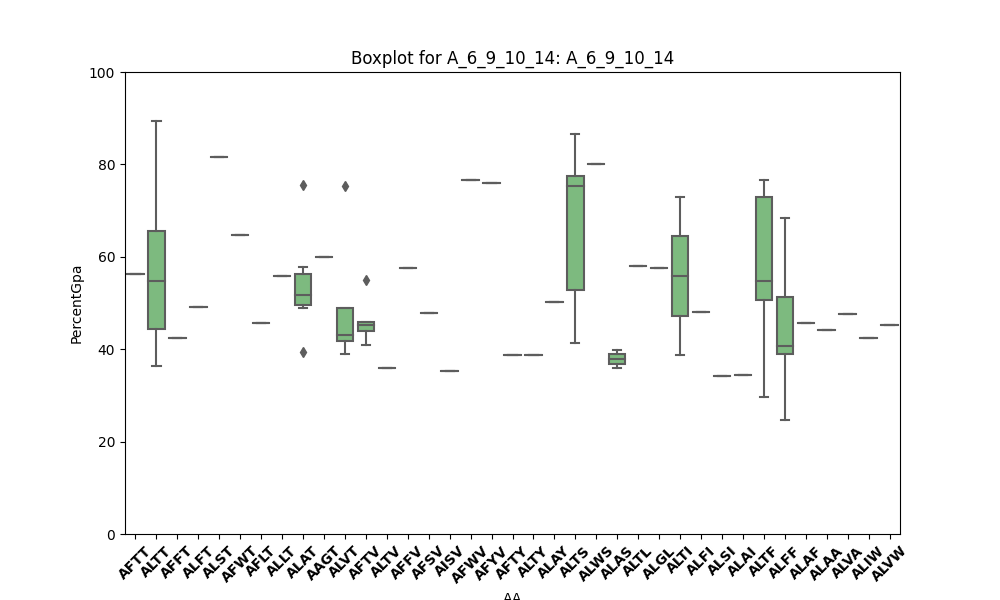 Boxplot for A_6_9_10_14: A_6_9_10_14
PercentGpa
100
80
60
40
20
0
AFTT ALTT AFFT ALFT ALST AFWT AFLT ALLT ALAT AAGT ALVT AFTV ALTV AFFV AFSV AISV AFWV AFYV AFTY ALTY ALAY ALTS ALWS ALAS ALTL ALGL ALTI ALFI ALSI ALAI ALTF ALFF ALAF ALAA ALVA ALIW ALVW
AA